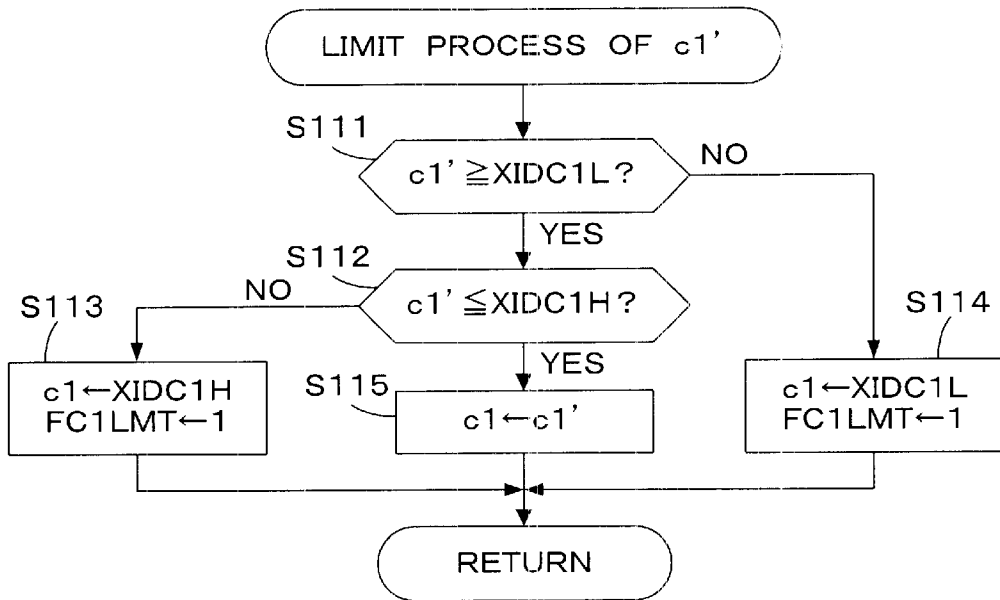 LIMIT PROCESS OF c1'
S111
c1' ≧XIDC1L?
NO
YES
S112
c1' ≦XIDC1H?
NO
YES
S113
c1←XIDC1H
FC1LMT←1
S115
c1←c1'
S114
c1←XIDC1L
FC1LMT←1
RETURN